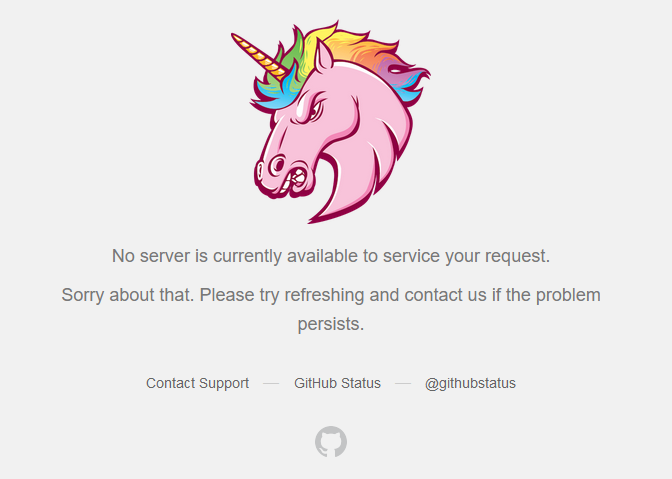 No server is currently available to service your request.
Sorry about that. Please try refreshing and contact us if the problem
persists.
Contact Support — GitHub Status — @githubstatus